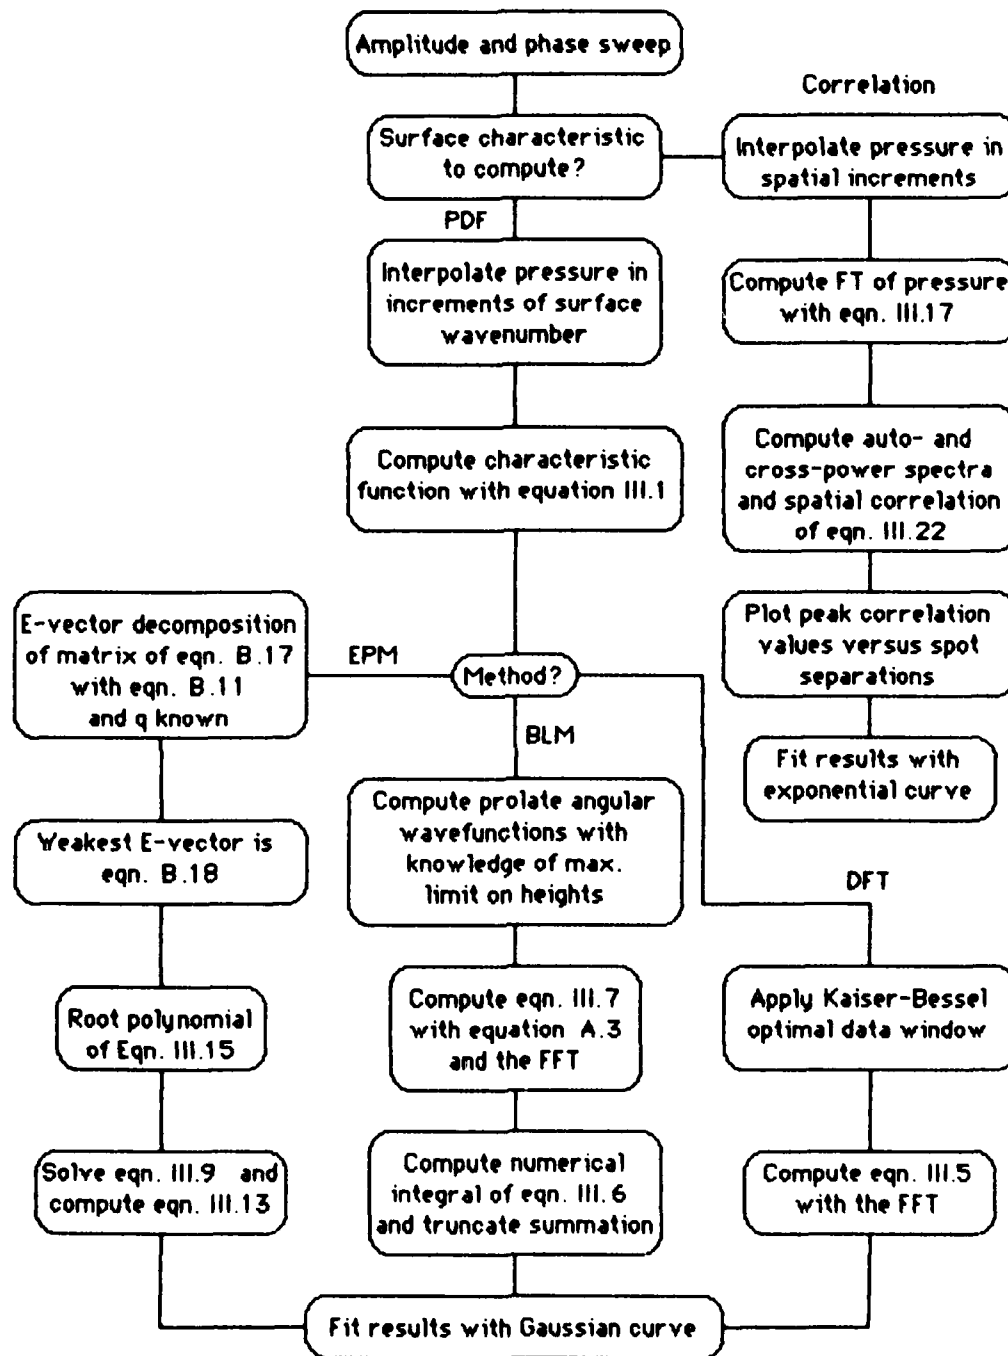 Amplitude and phase sweep
Surface characteristic
to compute?
Correlation
Interpolate pressure in
spatial increments
Compute FT of pressure
with eqn. III.17
Compute auto- and
cross-power spectra
and spatial correlation
of eqn. III.22
Plot peak correlation
values versus spot
separations
Fit results with
exponential curve
PDF
Interpolate pressure in
increments of surface
wavenumber
Compute characteristic
function with equation III.1
Method?
EPM
E-vector decomposition
of matrix of eqn. B.17
with eqn. B.11
and q known
Weakest E-vector is
eqn. B.18
Root polynomial
of Eqn. III.15
Solve eqn. III.9 and
compute eqn. III.13
BLM
Compute prolate angular
wavefunctions with
knowledge of max.
limit on heights
Compute eqn. III.7
with equation A.3
and the FFT
Compute numerical
integral of eqn. III.6
and truncate summation
DFT
Apply Kaiser-Bessel
optimal data window
Compute eqn. III.5
with the FFT
Fit results with Gaussian curve